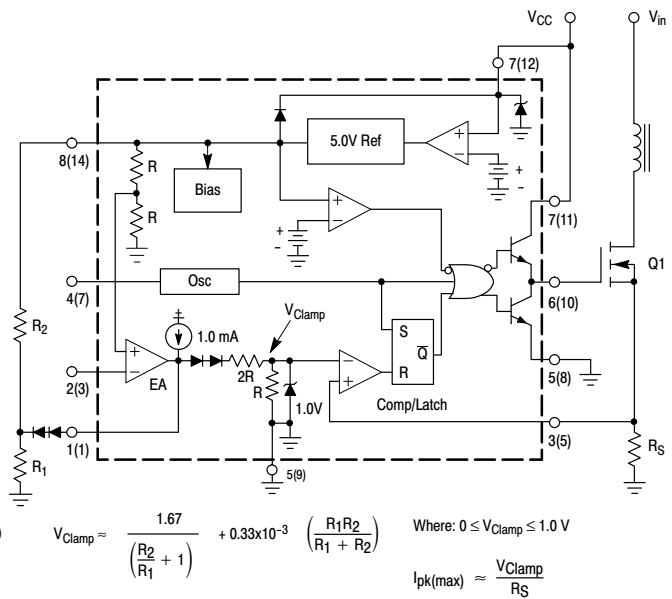 VCC
Vin
7(12)
8(14)
R
Bias
5.0V Ref
+
−
+
-
R
+
−
+
-
7(11)
Q1
4(7)
Osc
6(10)
VClamp
R2
1.0 mA
S
Q̅
R
+
−
EA
2R
R
1.0V
−
+
Comp/Latch
5(8)
2(3)
1(1)
3(5)
R1
5(9)
RS
) VClamp ≈ 1.67 / (R2/R1 + 1) + 0.33x10-3 (R1R2 / R1 + R2) Where: 0 ≤ VClamp ≤ 1.0 V
Ipk(max) ≈ VClamp / RS